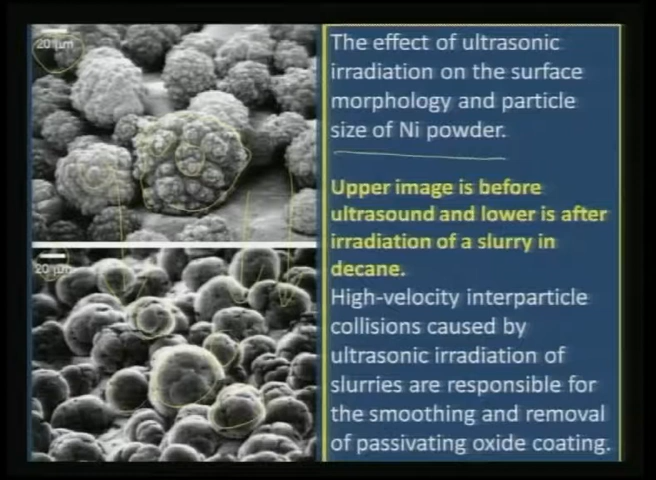 20 µm
The effect of ultrasonic
irradiation on the surface
morphology and particle
size of Ni powder.
Upper image is before
ultrasound and lower is after
irradiation of a slurry in
decane.
High-velocity interparticle
collisions caused by
ultrasonic irradiation of
slurries are responsible for
the smoothing and removal
of passivating oxide coating.
20 µm